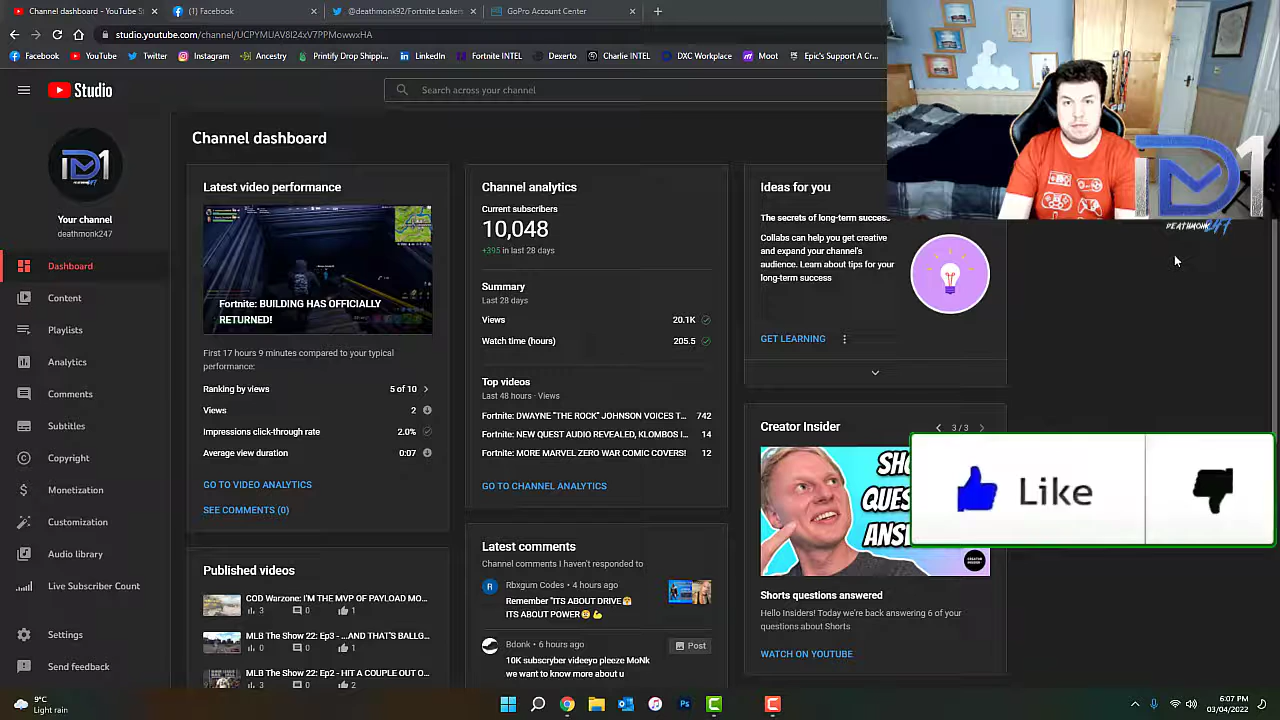 Channel dashboard - YouTube S
Facebook
@deathmonk92/Fortnite Leakers
GoPro Account Center
studio.youtube.com/channel/UCPYMUAV8I24xV7PPMowwxHA
Facebook
YouTube
Twitter
Instagram
Ancestry
Printify Drop Shippi...
LinkedIn
Fortnite INTEL
Dexerto
Charlie INTEL
DXC Workplace
Moot
Epic's Support A Cr...
Studio
Search across your channel
Your channel
deathmonk247
Dashboard
Content
Playlists
Analytics
Comments
Subtitles
Copyright
Monetization
Customization
Audio library
Live Subscriber Count
Settings
Send feedback
Channel dashboard
Latest video performance
Fortnite: BUILDING HAS OFFICIALLY
RETURNED!
First 17 hours 9 minutes compared to your typical
performance:
Ranking by views 5 of 10
Views 2
Impressions click-through rate 2.0%
Average view duration 0:07
GO TO VIDEO ANALYTICS
SEE COMMENTS (0)
Published videos
COD Warzone: I'M THE MVP OF PAYLOAD MO...
3 0 1
MLB The Show 22: Ep3 - ...AND THAT'S BALLG...
0 0 1
MLB The Show 22: Ep2 - HIT A COUPLE OUT O...
3 0 2
Channel analytics
Current subscribers
10,048
+395 in last 28 days
Summary
Last 28 days
Views 20.1K
Watch time (hours) 205.5
Top videos
Last 48 hours · Views
Fortnite: DWAYNE "THE ROCK" JOHNSON VOICES T... 742
Fortnite: NEW QUEST AUDIO REVEALED, KLOMBOS I... 14
Fortnite: MORE MARVEL ZERO WAR COMIC COVERS! 12
GO TO CHANNEL ANALYTICS
Latest comments
Channel comments I haven't responded to
R
Rbxgum Codes • 4 hours ago
Remember "ITS ABOUT DRIVE😤
ITS ABOUT POWER😤 💪
Bdonk • 6 hours ago
Post
10K subscryber videeyo pleeze MoNk
we want to know more about u
Ideas for you
The secrets of long-term success
Collabs can help you get creative
and expand your channel's
audience. Learn about tips for your
long-term success
GET LEARNING
Creator Insider
3 / 3
Shorts questions answered
Hello Insiders! Today we're back answering 6 of your
questions about Shorts
WATCH ON YOUTUBE
DEATHMONK247
Like
9°C
Light rain
6:07 PM
03/04/2022